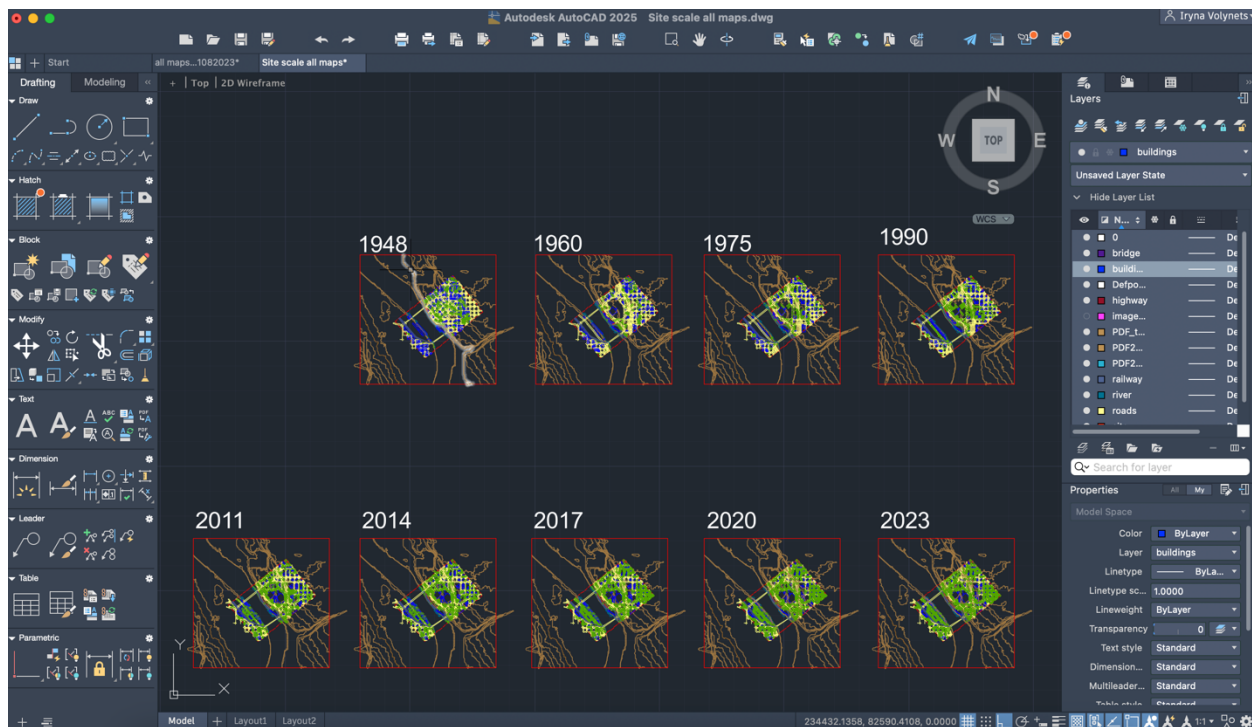 Autodesk AutoCAD 2025 Site scale all maps.dwg
Iryna Volynets
Start
all maps...1082023*
Site scale all maps*
Drafting
Modeling
+ | Top | 2D Wireframe
Draw
Hatch
Block
Modify
Text
Dimension
Leader
Table
Parametric
N
W
TOP
E
S
WCS
1948
1960
1975
1990
2011
2014
2017
2020
2023
Y
X
Layers
buildings
Unsaved Layer State
Hide Layer List
N...
0
bridge
buildi...
Defpo...
highway
image...
PDF_t...
PDF2...
PDF2...
railway
river
roads
De
Search for layer
Properties
All
My
Model Space
Color ByLayer
Layer buildings
Linetype ByLa...
Linetype sc... 1.0000
Lineweight ByLayer
Transparency 0
Text style Standard
Dimension... Standard
Multileader... Standard
Table style Standard
Model
Layout1
Layout2
234432.1358, 82590.4108, 0.0000
1:1